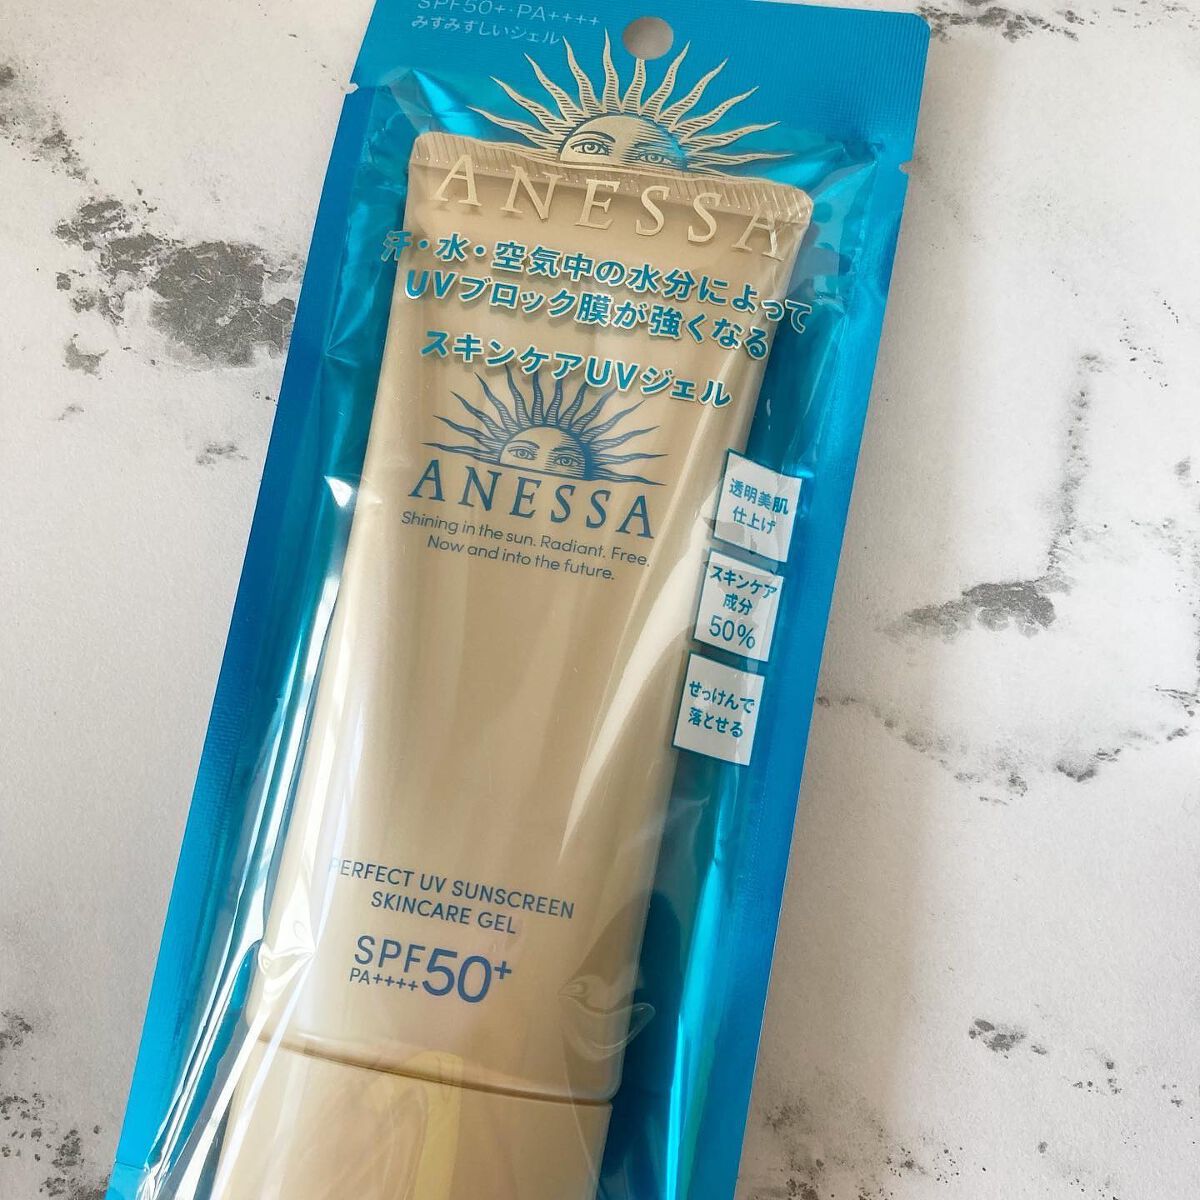 SPF50+・PA++++
みずみずしいジェル
ANESSA
汗・水・空気中の水分によって
UVブロック膜が強くなる
スキンケアUVジェル
ANESSA
Shining in the sun. Radiant. Free.
Now and into the future.
透明美肌
仕上げ
スキンケア
成分
50%
せっけんで
落とせる
PERFECT UV SUNSCREEN
SKINCARE GEL
SPF50+
PA++++